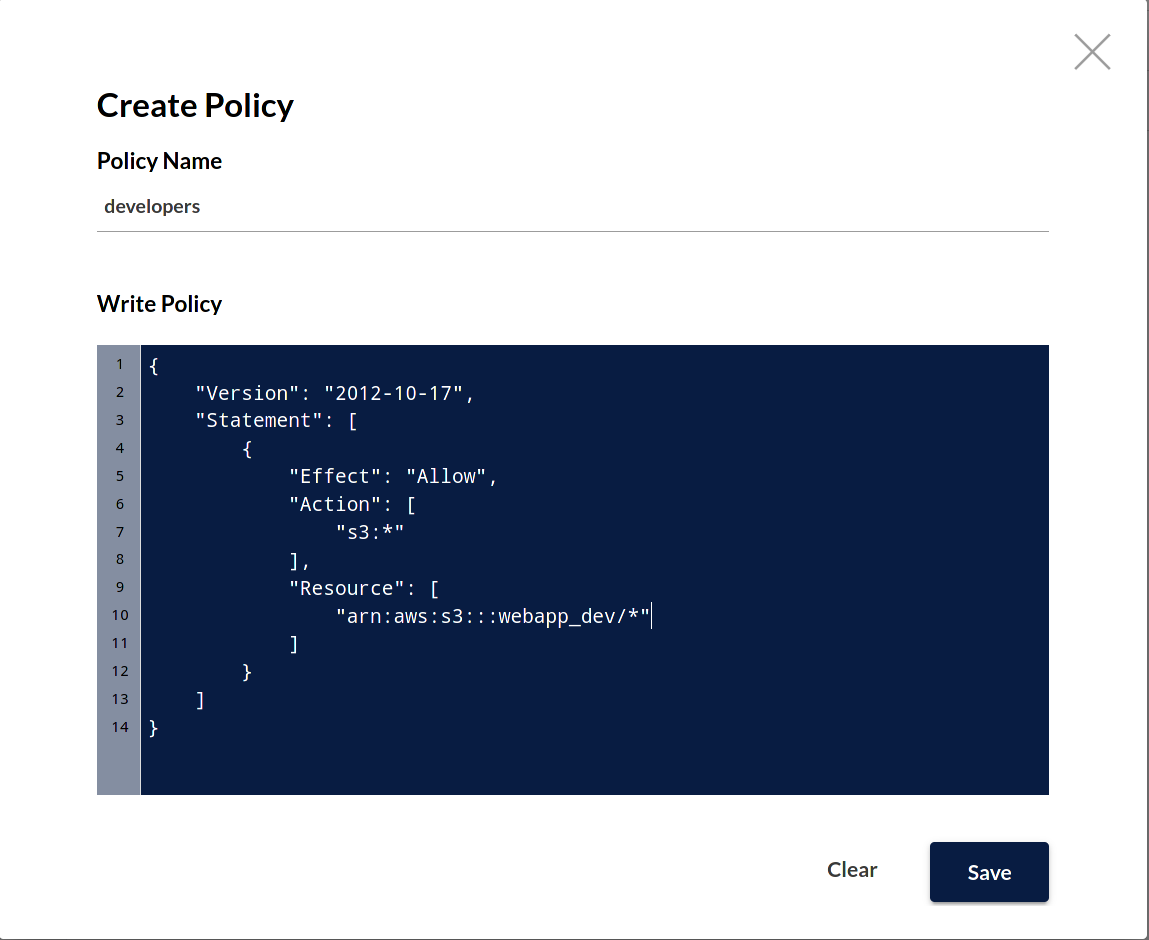 Create Policy
Policy Name
developers
Write Policy
1 {
2     "Version": "2012-10-17",
3     "Statement": [
4         {
5             "Effect": "Allow",
6             "Action": [
7                 "s3:*"
8             ],
9             "Resource": [
10                 "arn:aws:s3:::webapp_dev/*"
11             ]
12         }
13     ]
14 }
Clear
Save